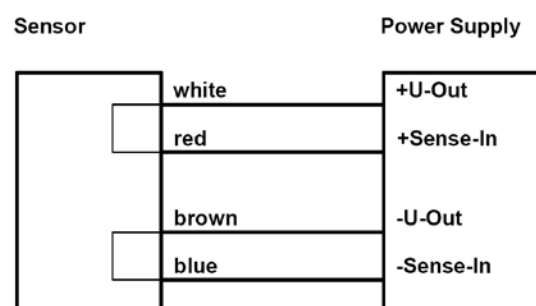 Sensor Power Supply
white +U-Out
red +Sense-In
brown -U-Out
blue -Sense-In